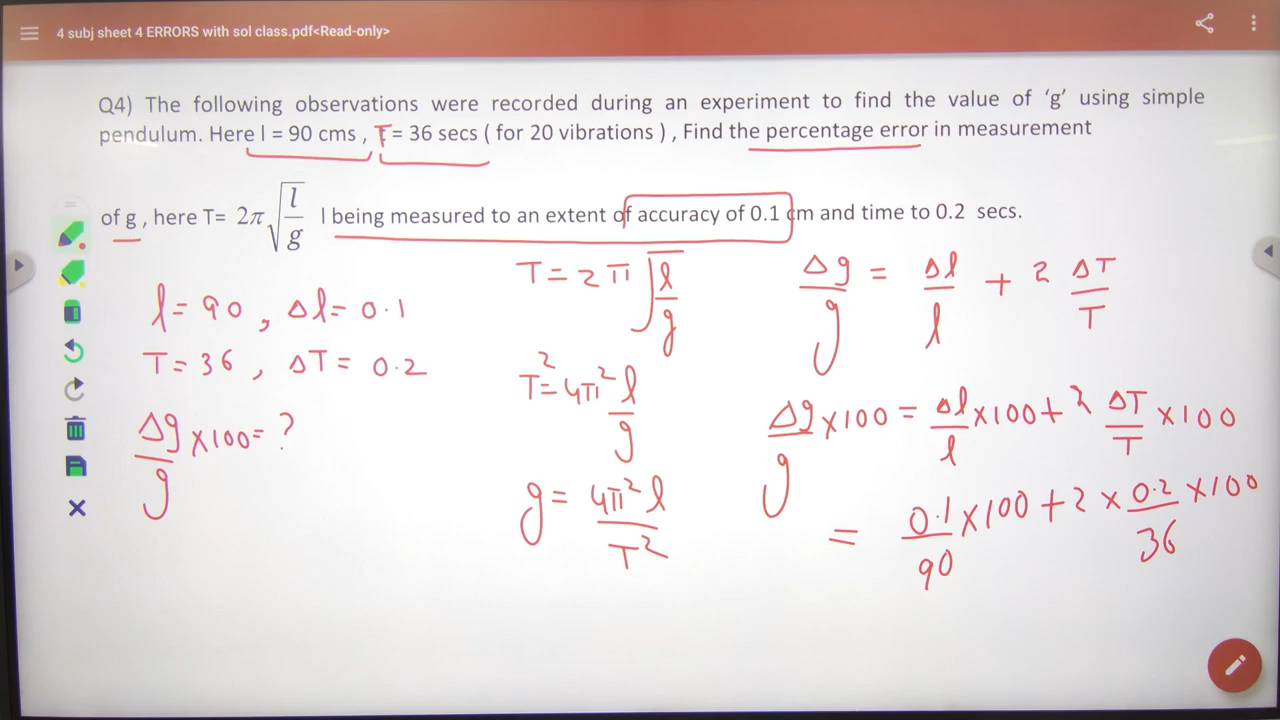 4 subj sheet 4 ERRORS with sol class.pdf<Read-only>
Q4) The following observations were recorded during an experiment to find the value of ‘g’ using simple
pendulum. Here l = 90 cms , T = 36 secs ( for 20 vibrations ) , Find the percentage error in measurement
of g , here T= 2π √(l/g) l being measured to an extent of accuracy of 0.1 cm and time to 0.2 secs.
l = 90 , Δl = 0.1
T = 36 , ΔT = 0.2
Δg/g ×100 = ?
T = 2π √(l/g)
T² = 4π² l/g
g = 4π² l/T²
Δg/g = Δl/l + 2 ΔT/T
Δg/g ×100 = Δl/l ×100 + 2 ΔT/T ×100
= 0.1/90 ×100 + 2 × 0.2/36 ×100